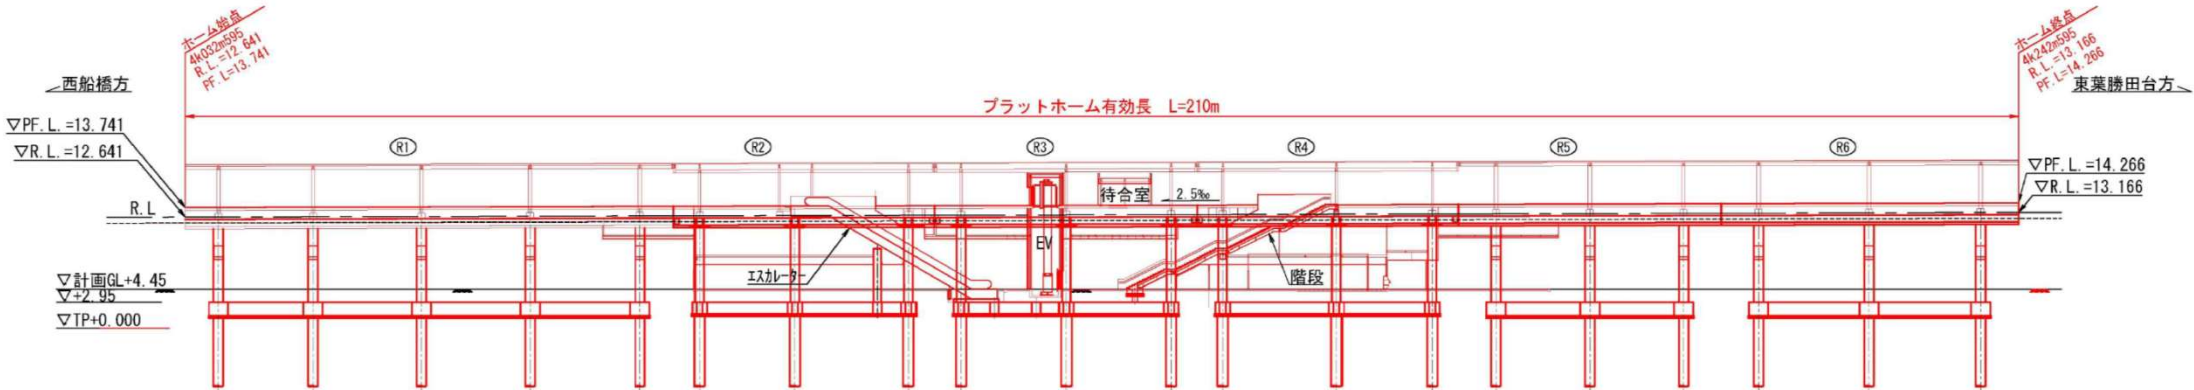 ホーム始点
4k032m595
R.L.=12.641
PF.L=13.741
ホーム終点
4k242m595
R.L.=13.166
PF.L=14.266
西船橋方
東葉勝田台方
プラットホーム有効長 L=210m
▽PF.L.=13.741
▽R.L.=12.641
R1
R2
R3
R4
R5
R6
▽PF.L.=14.266
▽R.L.=13.166
R.L
待合室
2.5‰
EV
エスカレーター
階段
▽計画GL+4.45
▽+2.95
▽TP+0.000